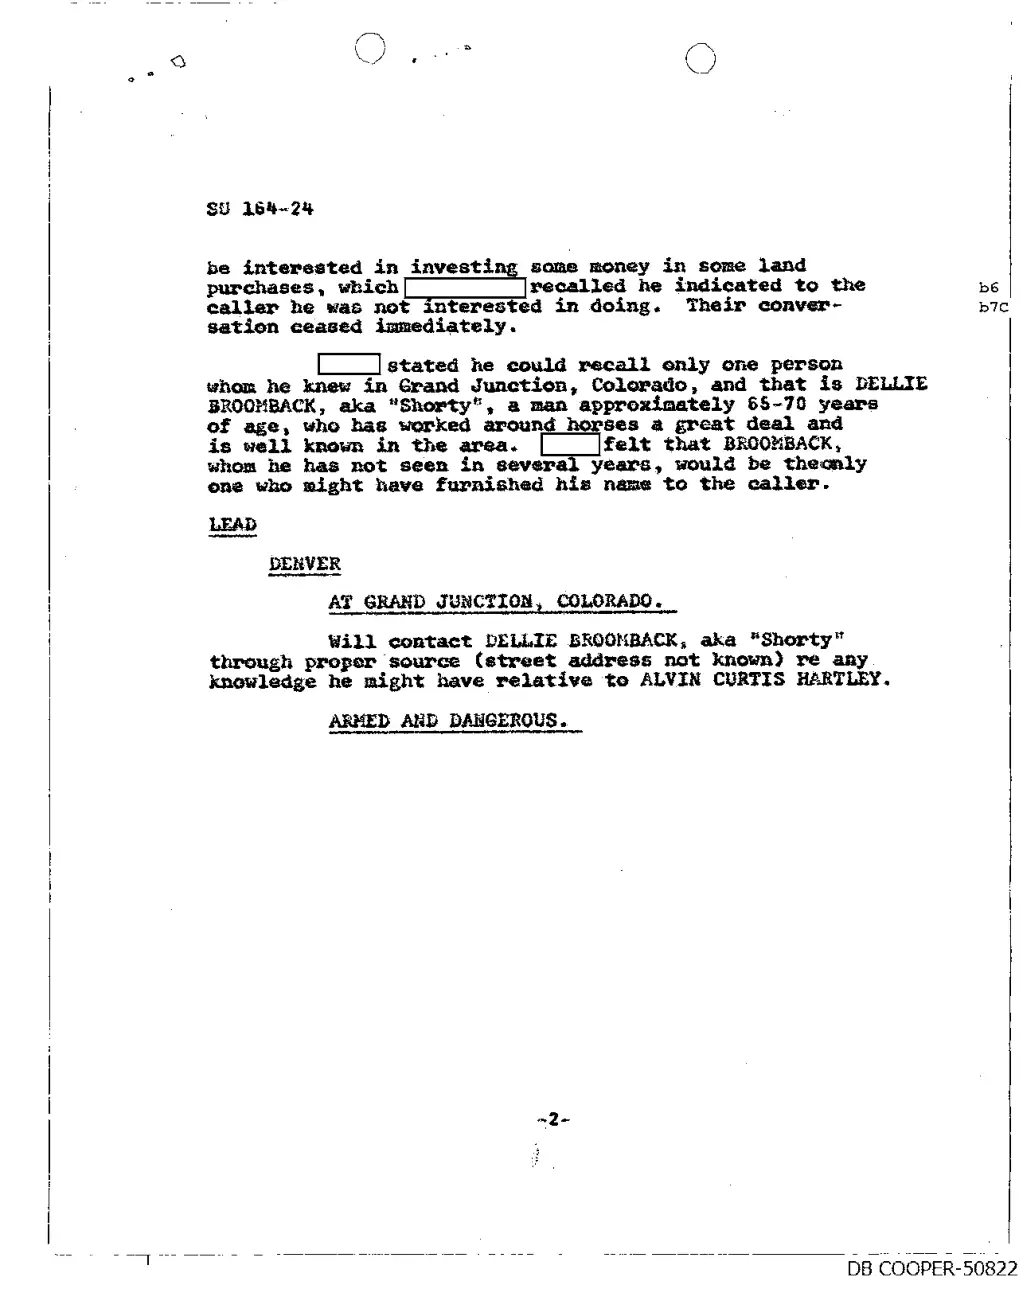 SU 164-24
be interested in investing some money in some land
purchases, which recalled he indicated to the
b6
caller he was not interested in doing. Their conver-
b7C
sation ceased immediately.
stated he could recall only one person
whom he knew in Grand Junction, Colorado, and that is DELLIE
BROOMBACK, aka "Shorty", a man approximately 65-70 years
of age, who has worked around horses a great deal and
is well known in the area. felt that BROOMBACK,
whom he has not seen in several years, would be theonly
one who might have furnished his name to the caller.
LEAD
DENVER
AT GRAND JUNCTION, COLORADO.
Will contact DELLIE BROOMBACK, aka "Shorty"
through proper source (street address not known) re any
knowledge he might have relative to ALVIN CURTIS HARTLEY.
ARMED AND DANGEROUS.
-2-
DB COOPER-50822